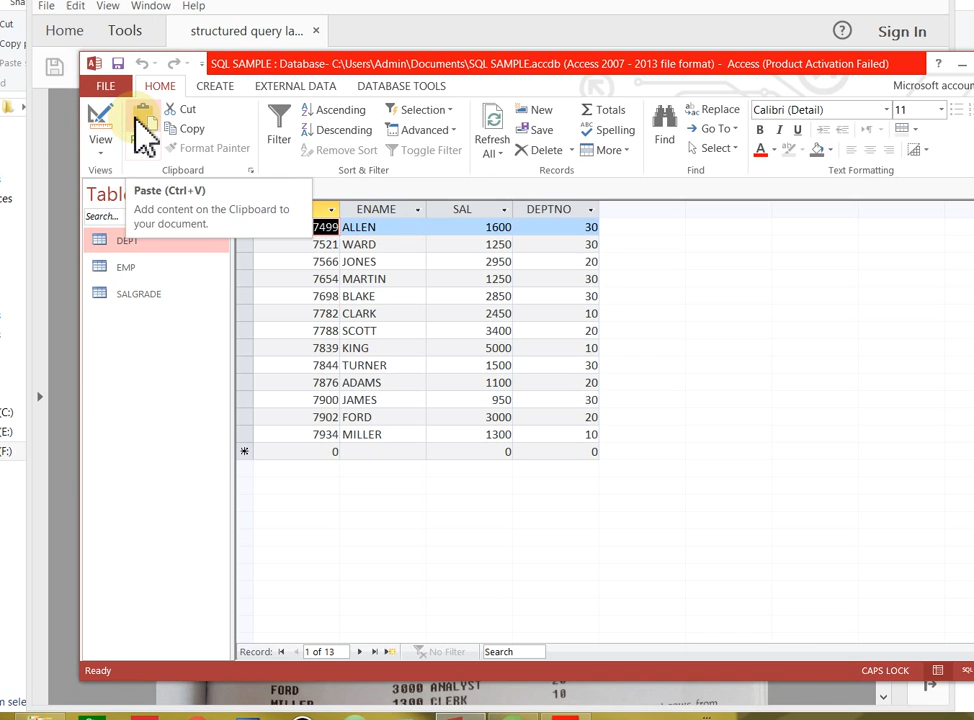 File Edit View Window Help
Home Tools structured query la... × ? Sign In
SQL SAMPLE : Database- C:\Users\Admin\Documents\SQL SAMPLE.accdb (Access 2007 - 2013 file format) - Access (Product Activation Failed) ?
FILE HOME CREATE EXTERNAL DATA DATABASE TOOLS Microsoft accou
View
Views
Cut
Copy
Format Painter
Clipboard
Filter
Ascending
Descending
Remove Sort
Selection
Advanced
Toggle Filter
Sort & Filter
Refresh
All
New
Save
Delete
Totals
Spelling
More
Records
Find
Replace
Go To
Select
Find
Calibri (Detail) 11
B I U
A
Text Formatting
Paste (Ctrl+V)
Add content on the Clipboard to
your document.
Search...
DEPT
EMP
SALGRADE
ENAME SAL DEPTNO
7499 ALLEN 1600 30
7521 WARD 1250 30
7566 JONES 2950 20
7654 MARTIN 1250 30
7698 BLAKE 2850 30
7782 CLARK 2450 10
7788 SCOTT 3400 20
7839 KING 5000 10
7844 TURNER 1500 30
7876 ADAMS 1100 20
7900 JAMES 950 30
7902 FORD 3000 20
7934 MILLER 1300 10
0 0 0
Record: 1 of 13 No Filter Search
Ready CAPS LOCK SQL
Cut
Copy
Paste
(C:)
(E:)
(F:)
FORD 3000 ANALYST
1300 CLERK 10